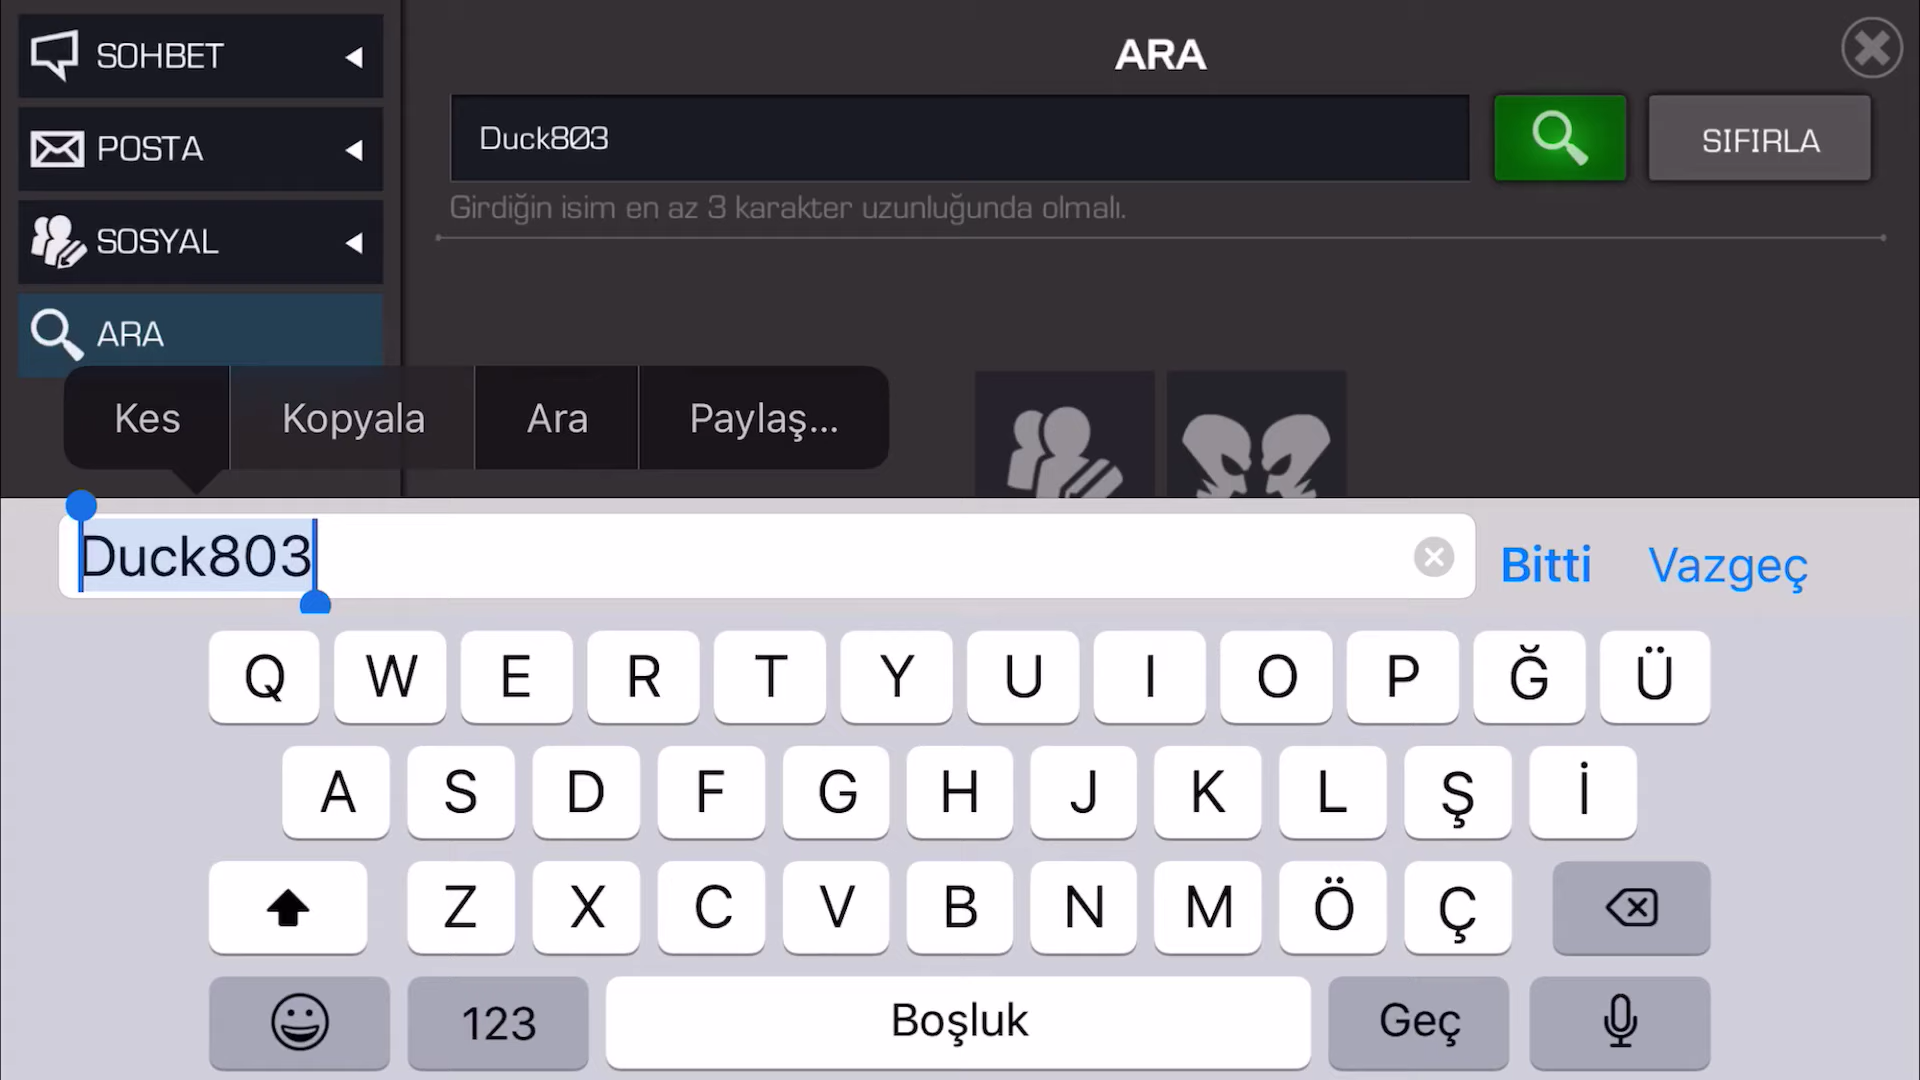 SOHBET
POSTA
SOSYAL
ARA
ARA
Duck803
SIFIRLA
Girdiğin isim en az 3 karakter uzunluğunda olmalı.
Kes
Kopyala
Ara
Paylaş...
Duck803
Bitti
Vazgeç
Q W E R T Y U I O P Ğ Ü
A S D F G H J K L Ş İ
Z X C V B N M Ö Ç
123
Boşluk
Geç